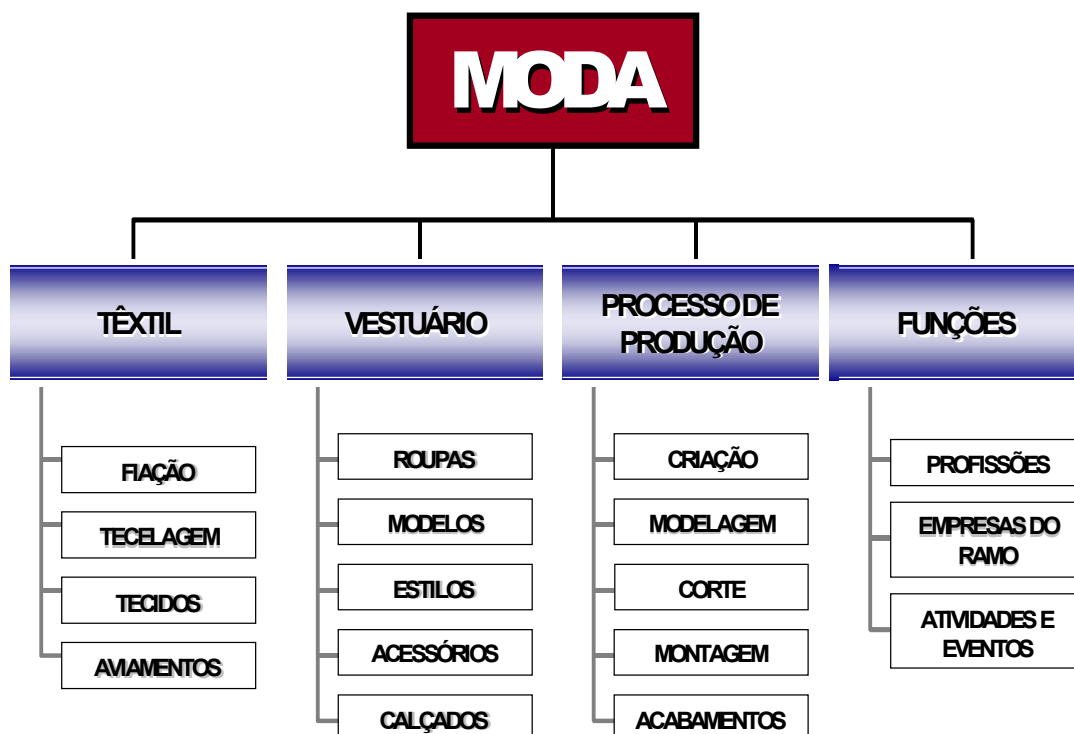 MODA
TÊXTIL
FIAÇÃO
TECELAGEM
TECIDOS
AVIAMENTOS
VESTUÁRIO
ROUPAS
MODELOS
ESTILOS
ACESSÓRIOS
CALÇADOS
PROCESSO DE
PRODUÇÃO
CRIAÇÃO
MODELAGEM
CORTE
MONTAGEM
ACABAMENTOS
FUNÇÕES
PROFISSÕES
EMPRESAS DO
RAMO
ATIVIDADES E
EVENTOS